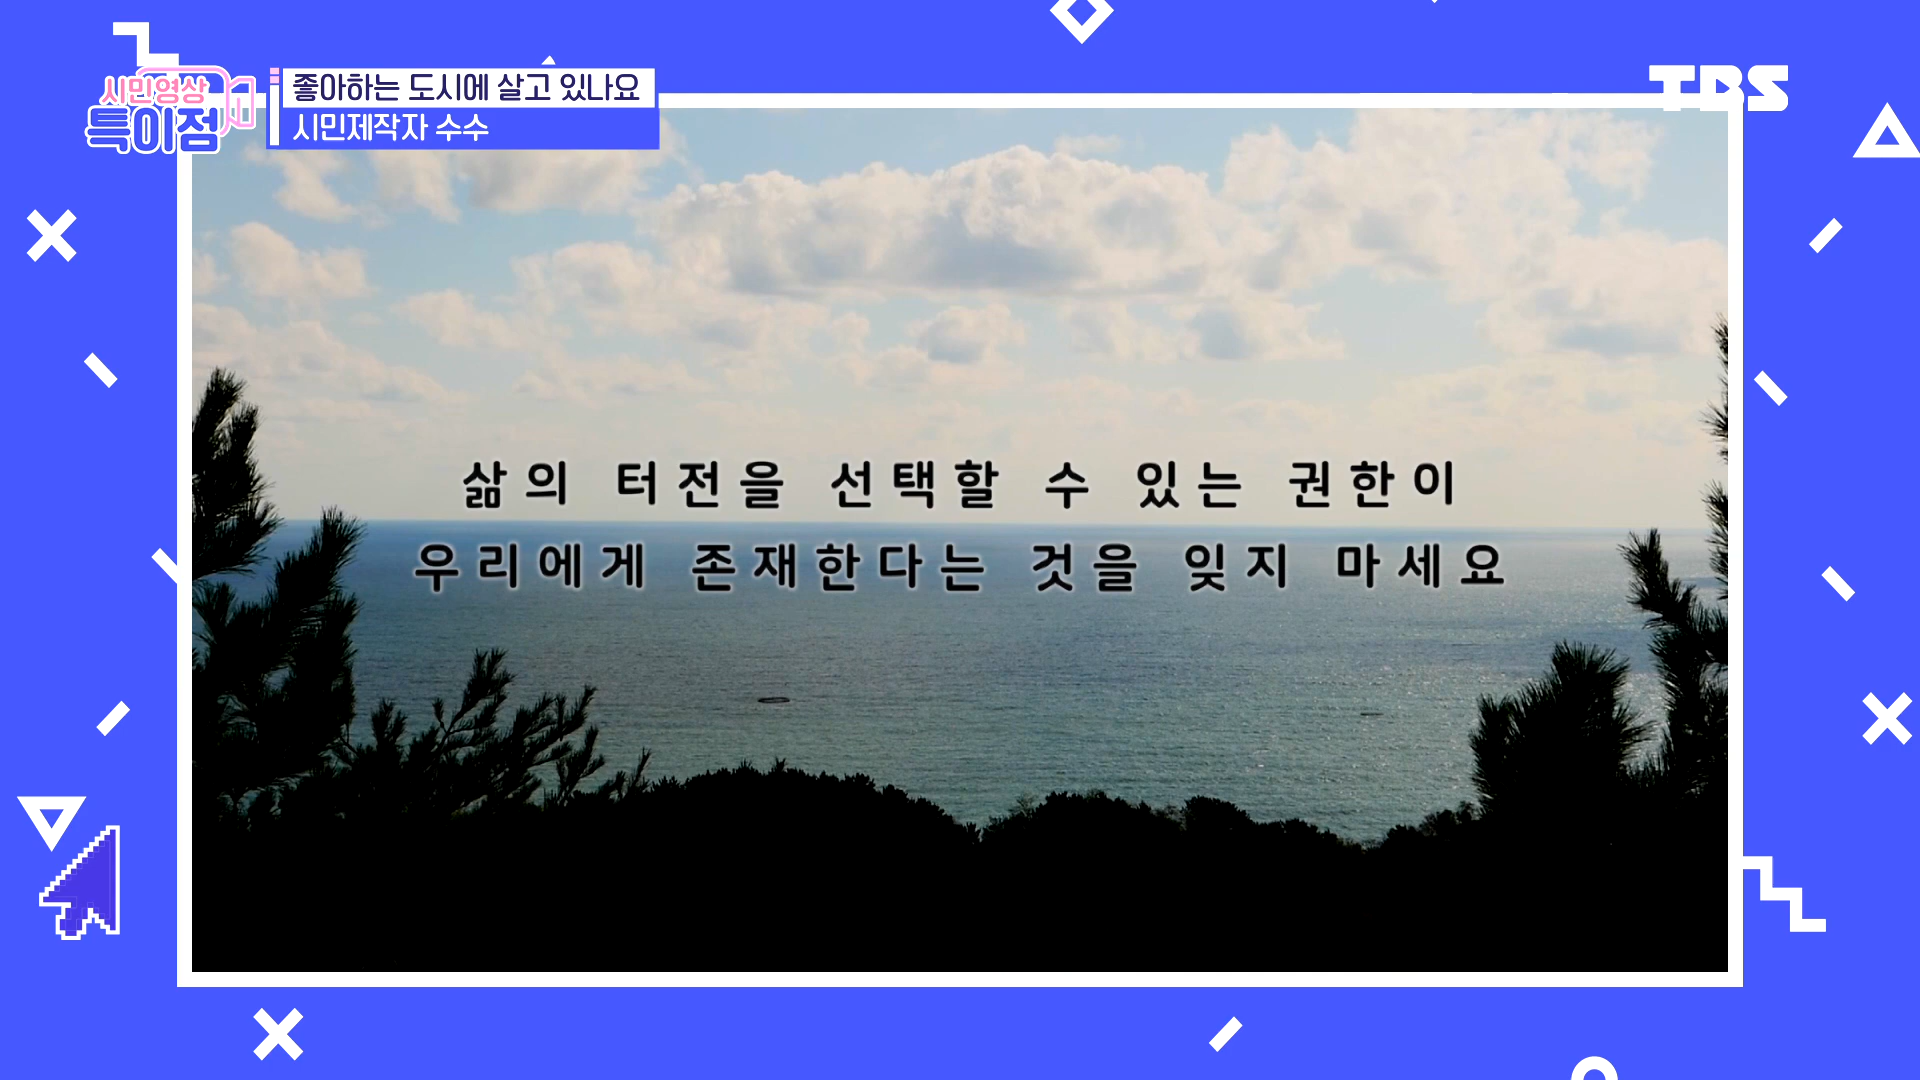 시민영상
특이점
좋아하는 도시에 살고 있나요
시민제작자 수수
TBS
삶의 터전을 선택할 수 있는 권한이
우리에게 존재한다는 것을 잊지 마세요